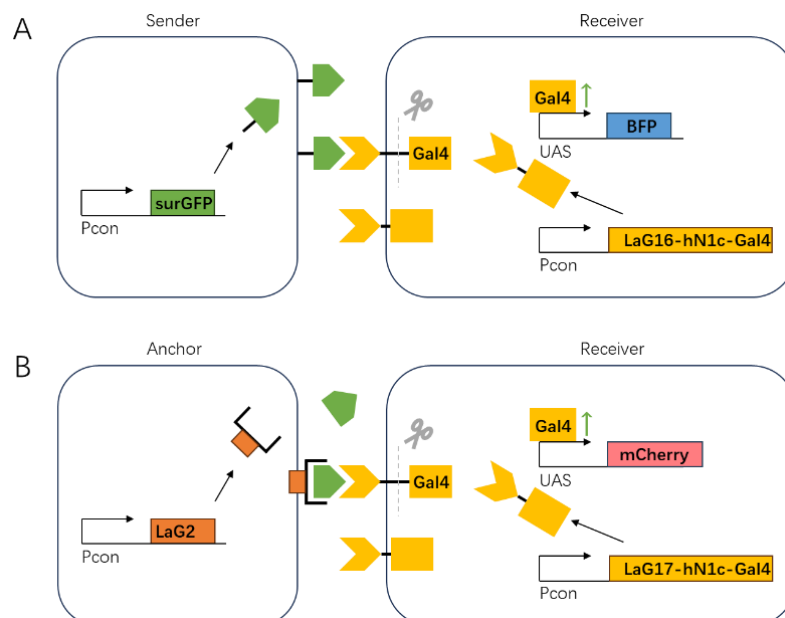 A
Sender
Receiver
Gal4
BFP
UAS
surGFP
Pcon
Gal4
LaG16-hN1c-Gal4
Pcon
B
Anchor
Receiver
Gal4
mCherry
UAS
Gal4
LaG2
Pcon
LaG17-hN1c-Gal4
Pcon